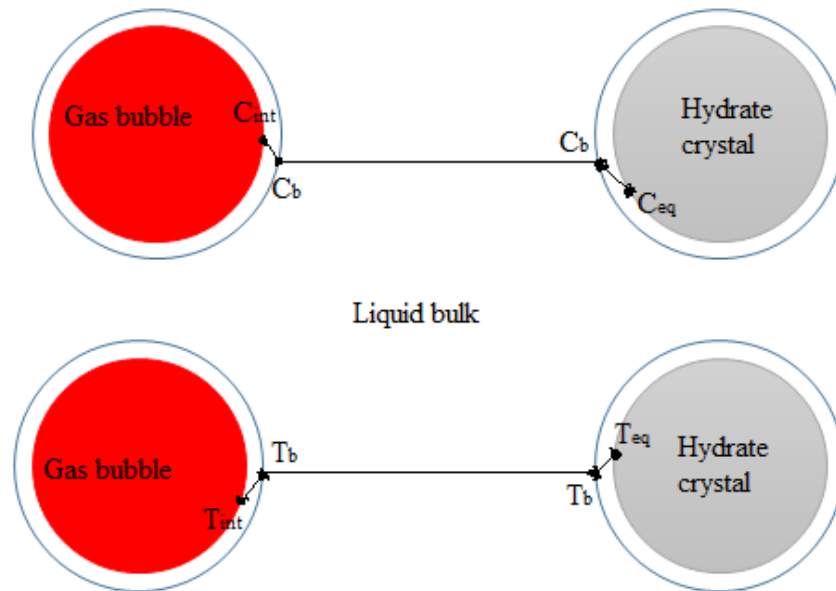 Gas bubble
Cint
Cb
Cb
Hydrate
crystal
Ceq
Liquid bulk
Gas bubble
Tb
Tint
Teq
Tb
Hydrate
crystal